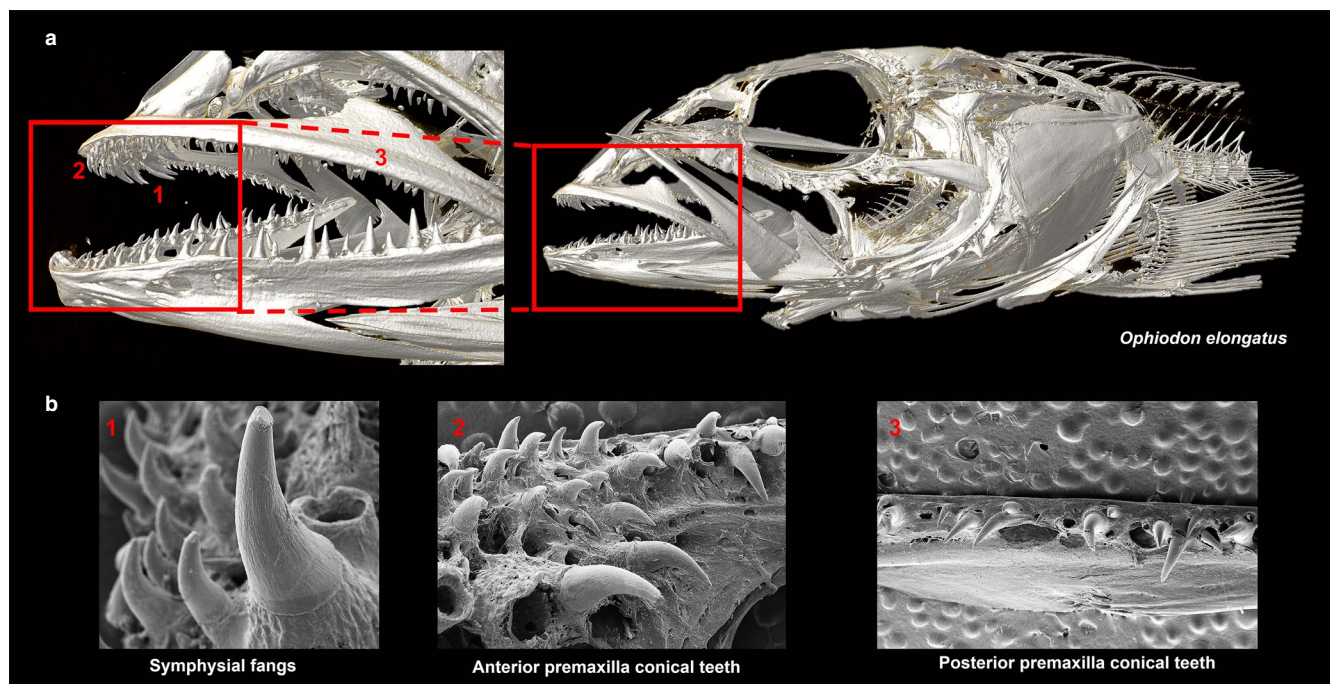 a
2
1
3
Ophiodon elongatus
b
1
2
3
Symphysial fangs
Anterior premaxilla conical teeth
Posterior premaxilla conical teeth